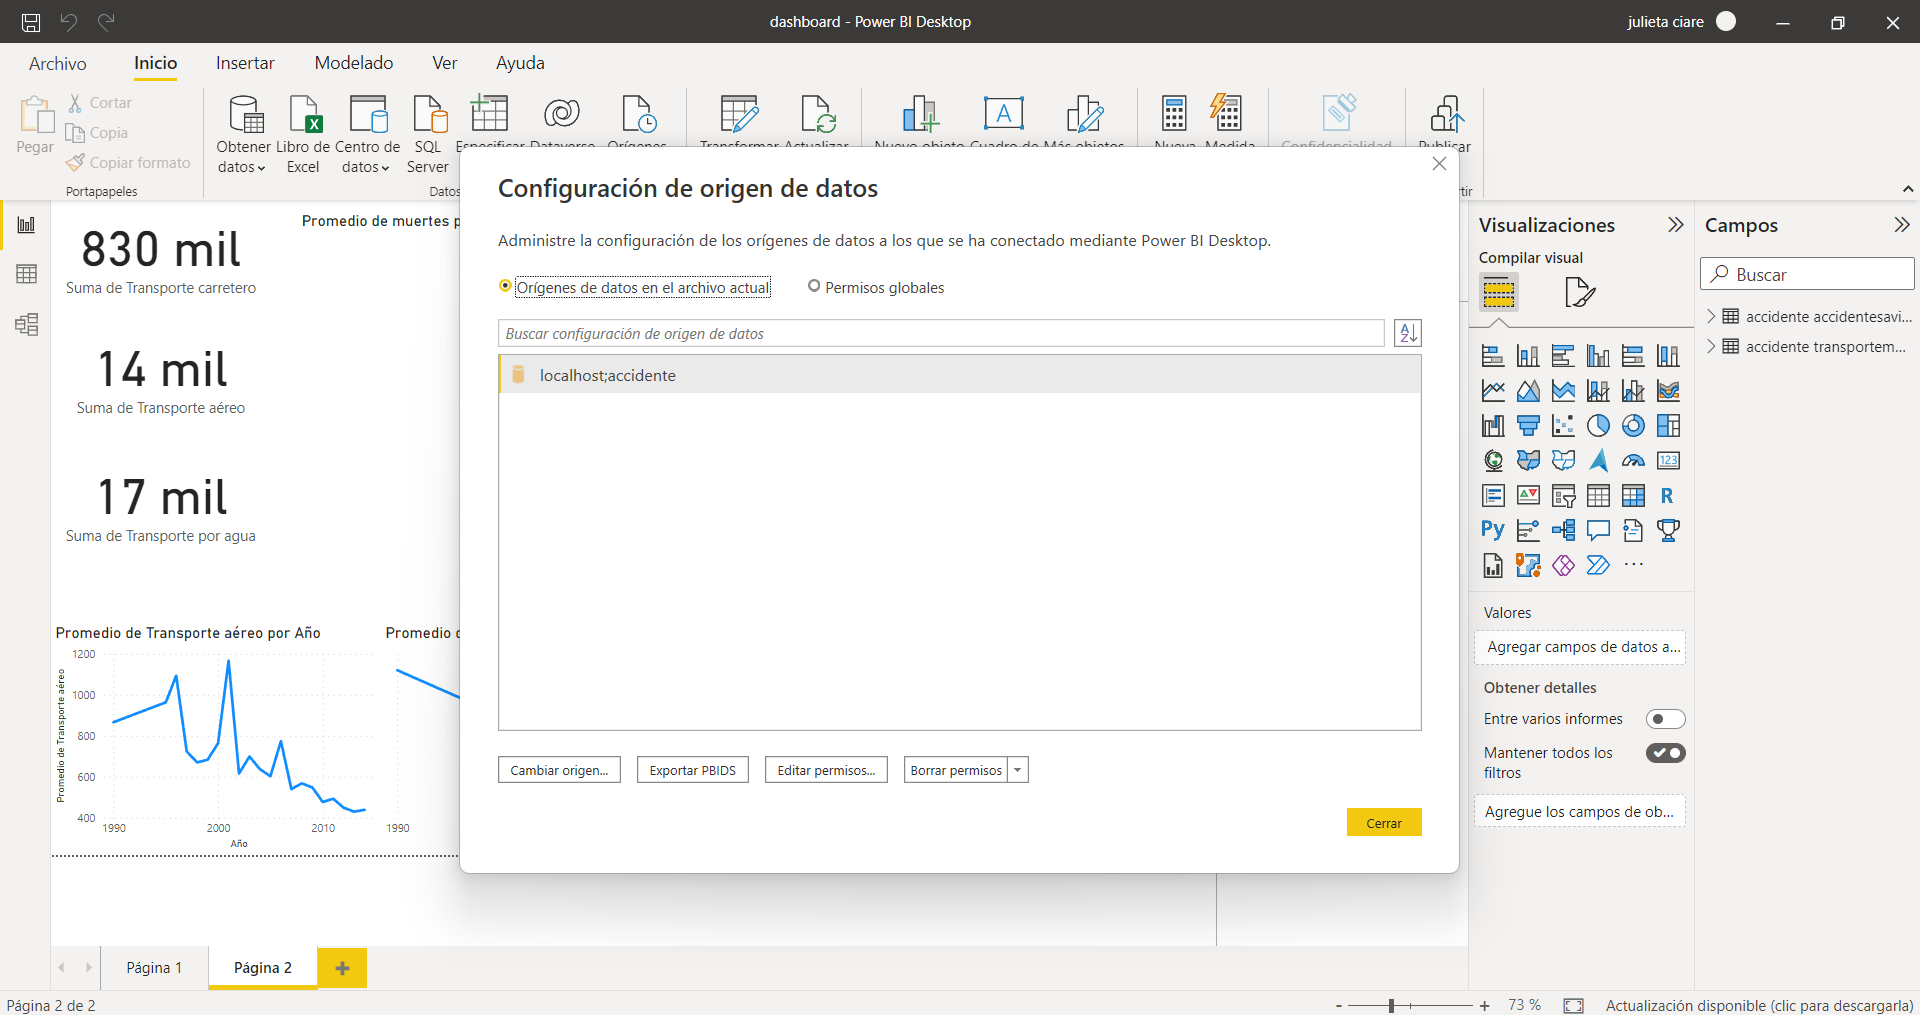 dashboard - Power BI Desktop
julieta ciare
Archivo
Inicio
Insertar
Modelado
Ver
Ayuda
Pegar
Cortar
Copia
Copiar formato
Portapapeles
Obtener datos
Libro de Excel
Centro de datos
SQL Server
Especificar
Dataverse
Orígenes
Datos
Transformar
Actualizar
Nuevo objeto
Cuadro de
Más objetos
Nueva
Medida
Confidencialidad
Publicar
tir
830 mil
Suma de Transporte carretero
14 mil
Suma de Transporte aéreo
17 mil
Suma de Transporte por agua
Promedio de muertes p
Promedio de Transporte aéreo por Año
Promedio de Transporte aéreo
1200
1000
800
600
400
1990
2000
2010
Año
Promedio d
1990
Configuración de origen de datos
Administre la configuración de los orígenes de datos a los que se ha conectado mediante Power BI Desktop.
Orígenes de datos en el archivo actual
Permisos globales
Buscar configuración de origen de datos
A
Z
localhost;accidente
Cambiar origen...
Exportar PBIDS
Editar permisos...
Borrar permisos
Cerrar
Visualizaciones
Compilar visual
123
R
Py
...
Valores
Agregar campos de datos a...
Obtener detalles
Entre varios informes
Mantener todos los
filtros
Agregue los campos de ob...
Campos
Buscar
accidente accidentesavi...
accidente transportem...
Página 1
Página 2
+
Página 2 de 2
- + 73 %
Actualización disponible (clic para descargarla)